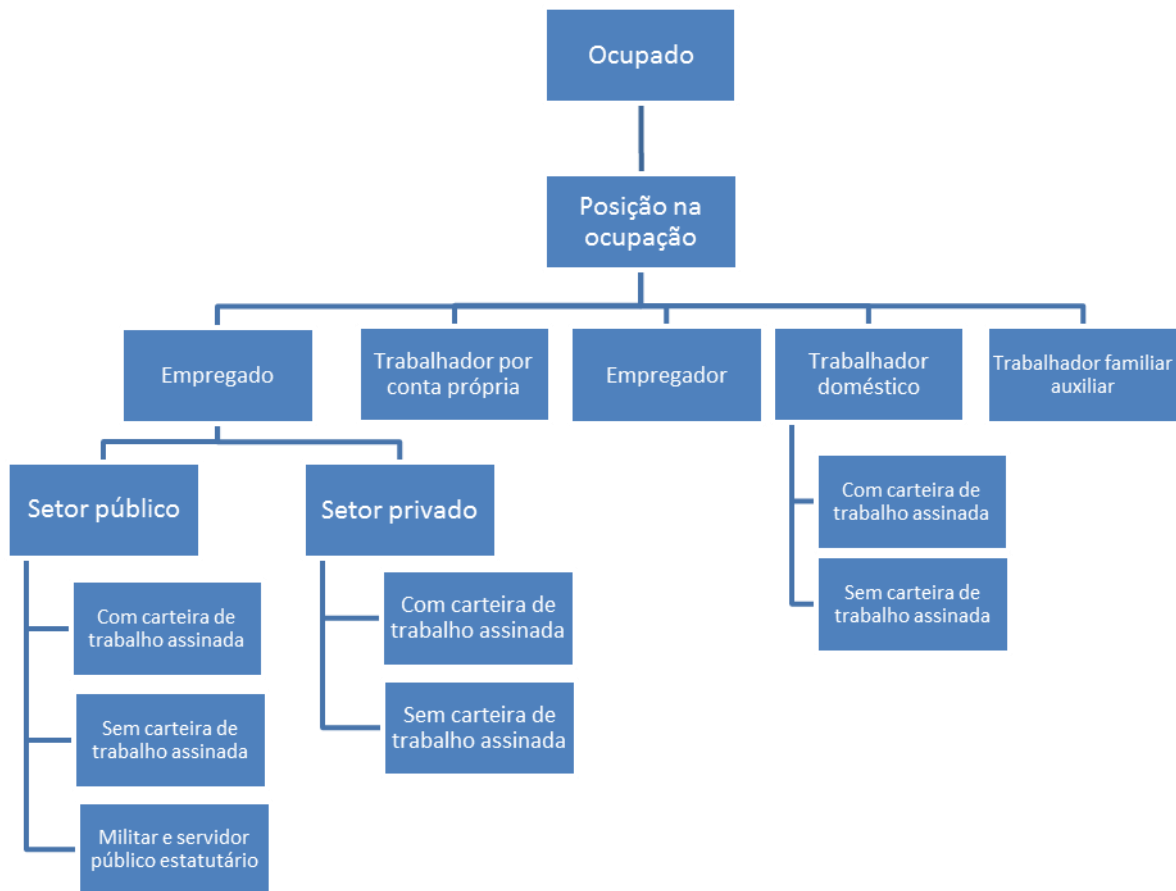 Ocupado
Posição na
ocupação
Empregado
Trabalhador por
conta própria
Empregador
Trabalhador
doméstico
Trabalhador familiar
auxiliar
Setor público
Setor privado
Com carteira de
trabalho assinada
Sem carteira de
trabalho assinada
Militar e servidor
público estatutário
Com carteira de
trabalho assinada
Sem carteira de
trabalho assinada
Com carteira de
trabalho assinada
Sem carteira de
trabalho assinada